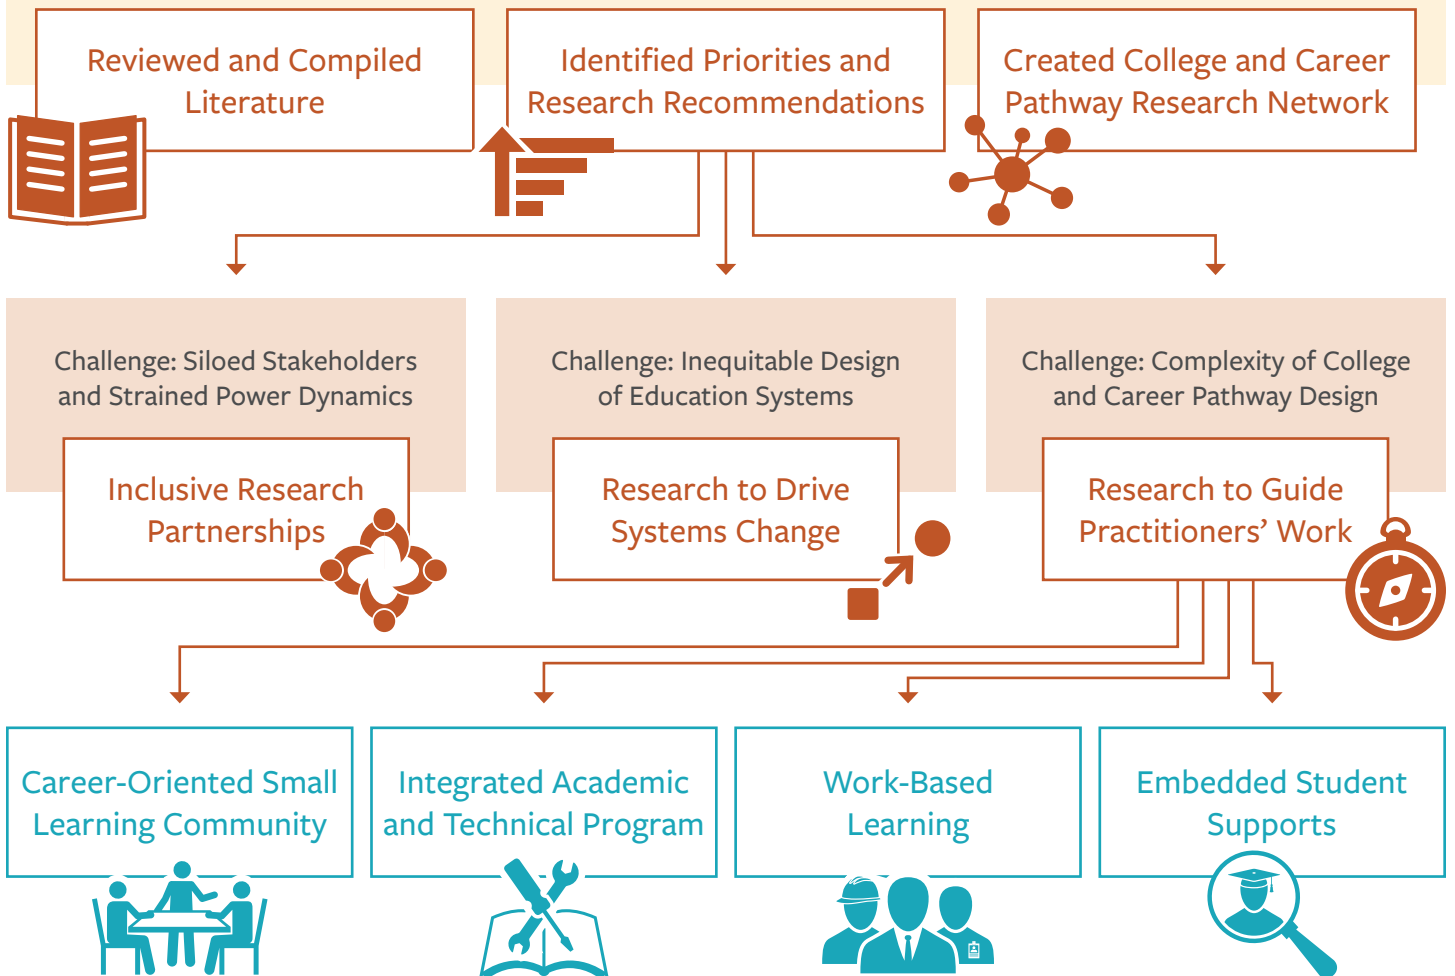 Reviewed and Compiled
Literature
Identified Priorities and
Research Recommendations
Created College and Career
Pathway Research Network
Challenge: Siloed Stakeholders
and Strained Power Dynamics
Inclusive Research
Partnerships
Challenge: Inequitable Design
of Education Systems
Research to Drive
Systems Change
Challenge: Complexity of College
and Career Pathway Design
Research to Guide
Practitioners’ Work
Career-Oriented Small
Learning Community
Integrated Academic
and Technical Program
Work-Based
Learning
Embedded Student
Supports